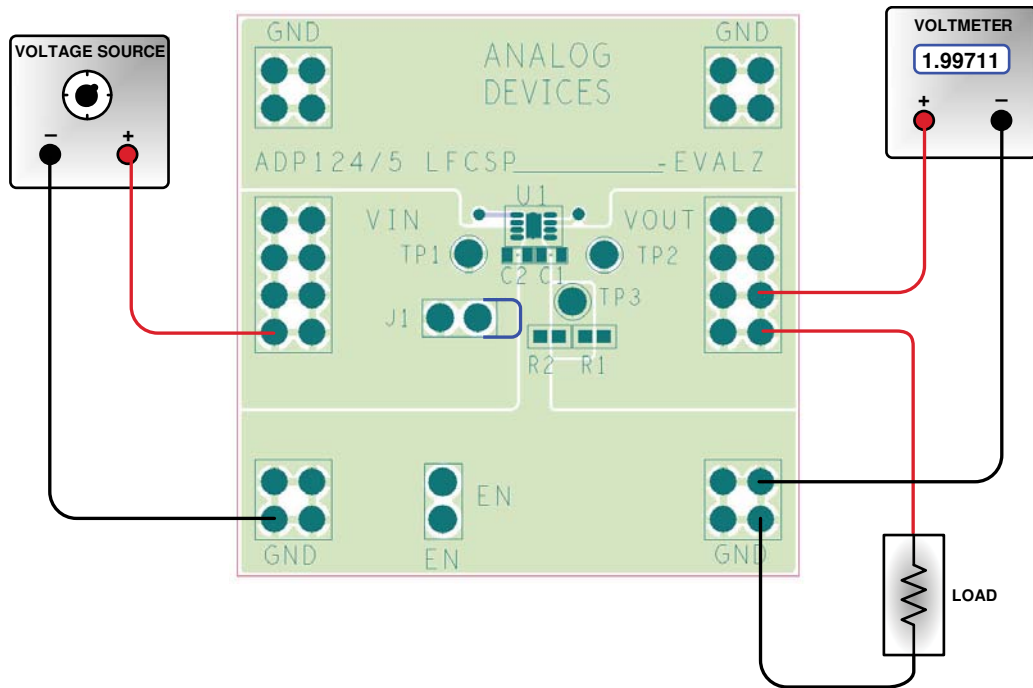 VOLTAGE SOURCE
− +
GND
GND
ANALOG
DEVICES
VOLTMETER
1.99711
+ −
ADP124/5 LFCSP_________-EVALZ
U1
VIN
VOUT
TP1
TP2
C2 C1
TP3
J1
R2 R1
EN
GND
EN
GND
LOAD